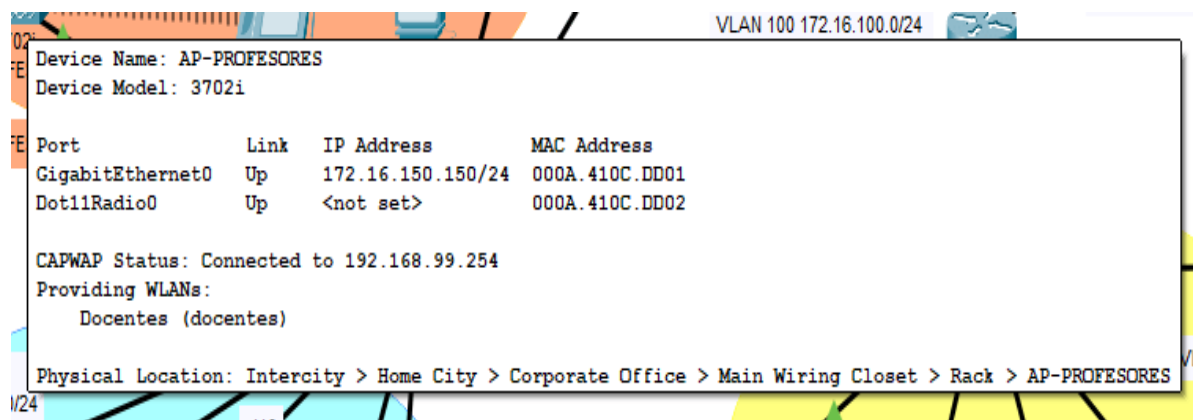 VLAN 100 172.16.100.0/24
Device Name: AP-PROFESORES
Device Model: 3702i
Port Link IP Address MAC Address
GigabitEthernet0 Up 172.16.150.150/24 000A.410C.DD01
Dot11Radio0 Up <not set> 000A.410C.DD02
CAPWAP Status: Connected to 192.168.99.254
Providing WLANs:
Docentes (docentes)
Physical Location: Intercity > Home City > Corporate Office > Main Wiring Closet > Rack > AP-PROFESORES
/24